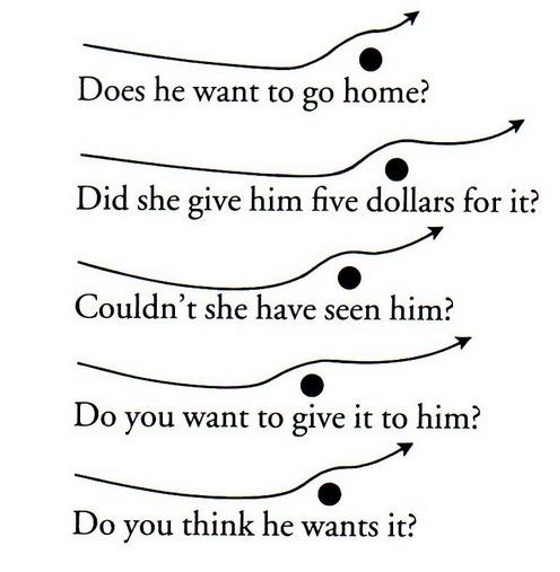 Does he want to go home?
Did she give him five dollars for it?
Couldn't she have seen him?
Do you want to give it to him?
Do you think he wants it?